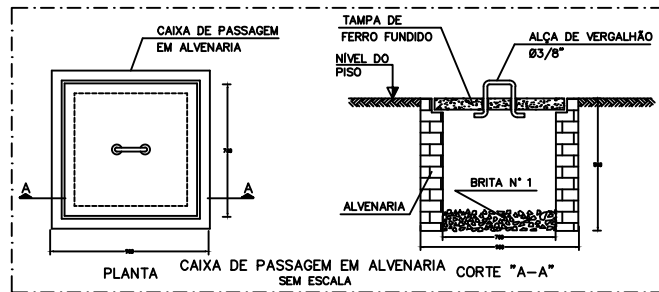 CAIXA DE PASSAGEM
EM ALVENARIA
A
A
PLANTA
TAMPA DE
FERRO FUNDIDO
ALÇA DE VERGALHÃO
Ø3/8"
NÍVEL DO
PISO
ALVENARIA
BRITA N° 1
CAIXA DE PASSAGEM EM ALVENARIA
SEM ESCALA
CORTE "A-A"